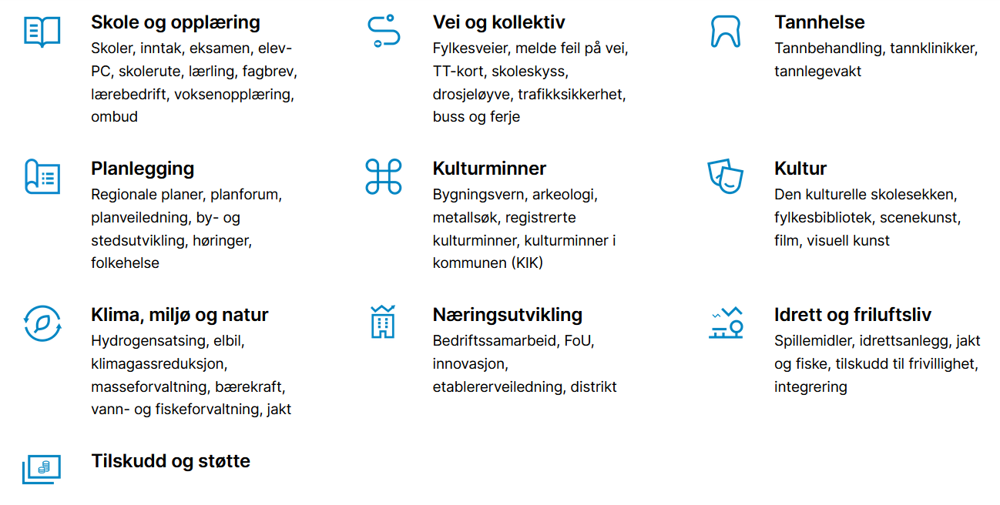 Skole og opplæring
Skoler, inntak, eksamen, elev-
PC, skolerute, lærling, fagbrev,
lærebedrift, voksenopplæring,
ombud
Vei og kollektiv
Fylkesveier, melde feil på vei,
TT-kort, skoleskyss,
drosjeløyve, trafikksikkerhet,
buss og ferje
Tannhelse
Tannbehandling, tannklinikker,
tannlegevakt
Planlegging
Regionale planer, planforum,
planveiledning, by- og
stedsutvikling, høringer,
folkehelse
Kulturminner
Bygningsvern, arkeologi,
metallsøk, registrerte
kulturminner, kulturminner i
kommunen (KIK)
Kultur
Den kulturelle skolesekken,
fylkesbibliotek, scenekunst,
film, visuell kunst
Klima, miljø og natur
Hydrogensatsing, elbil,
klimagassreduksjon,
masseforvaltning, bærekraft,
vann- og fiskeforvaltning, jakt
Næringsutvikling
Bedriftssamarbeid, FoU,
innovasjon,
etablererveiledning, distrikt
Idrett og friluftsliv
Spillemidler, idrettsanlegg, jakt
og fiske, tilskudd til frivillighet,
integrering
Tilskudd og støtte